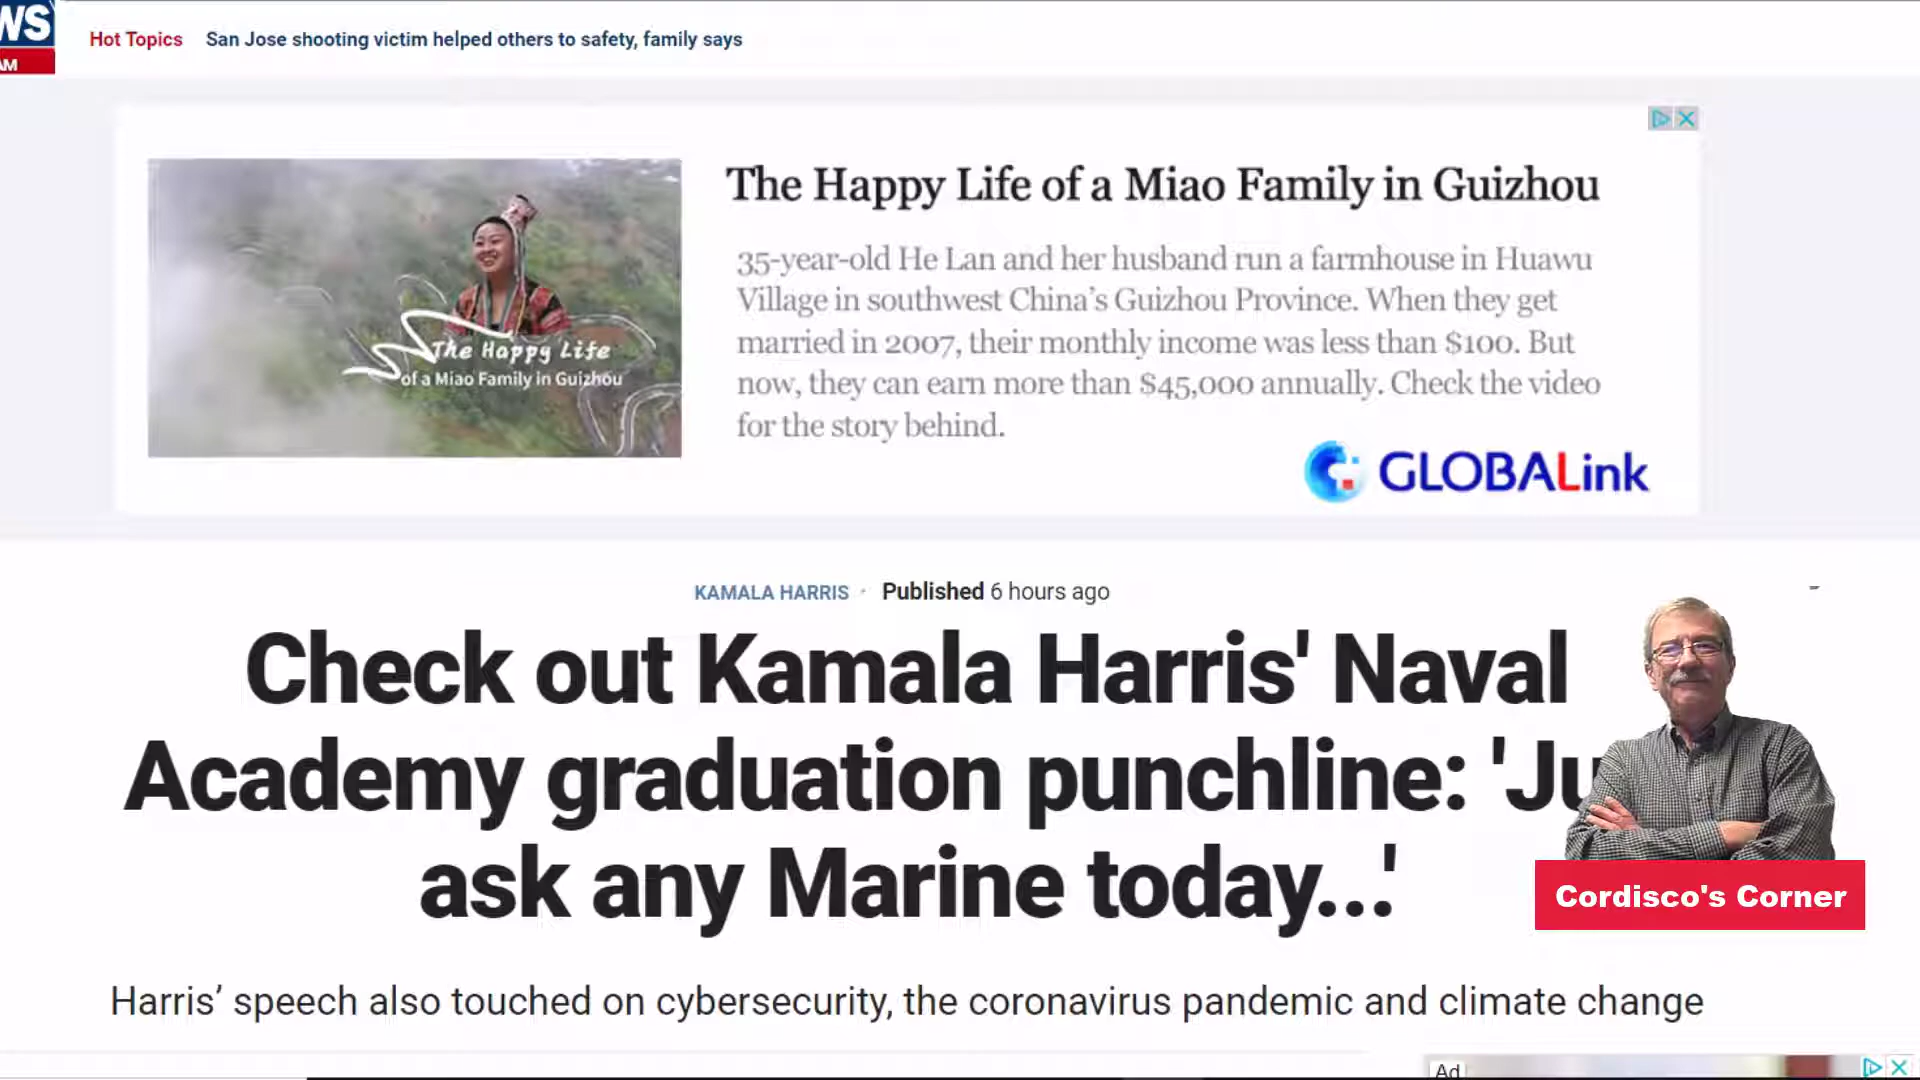 WS
AM
Hot Topics San Jose shooting victim helped others to safety, family says
The Happy Life of a Miao Family in Guizhou
35-year-old He Lan and her husband run a farmhouse in Huawu
Village in southwest China's Guizhou Province. When they get
married in 2007, their monthly income was less than $100. But
now, they can earn more than $45,000 annually. Check the video
for the story behind.
The Happy Life
of a Miao Family in Guizhou
GLOBALink
KAMALA HARRIS · Published 6 hours ago
Check out Kamala Harris' Naval
Academy graduation punchline: 'Ju
ask any Marine today...'
Cordisco's Corner
Harris’ speech also touched on cybersecurity, the coronavirus pandemic and climate change
Ad